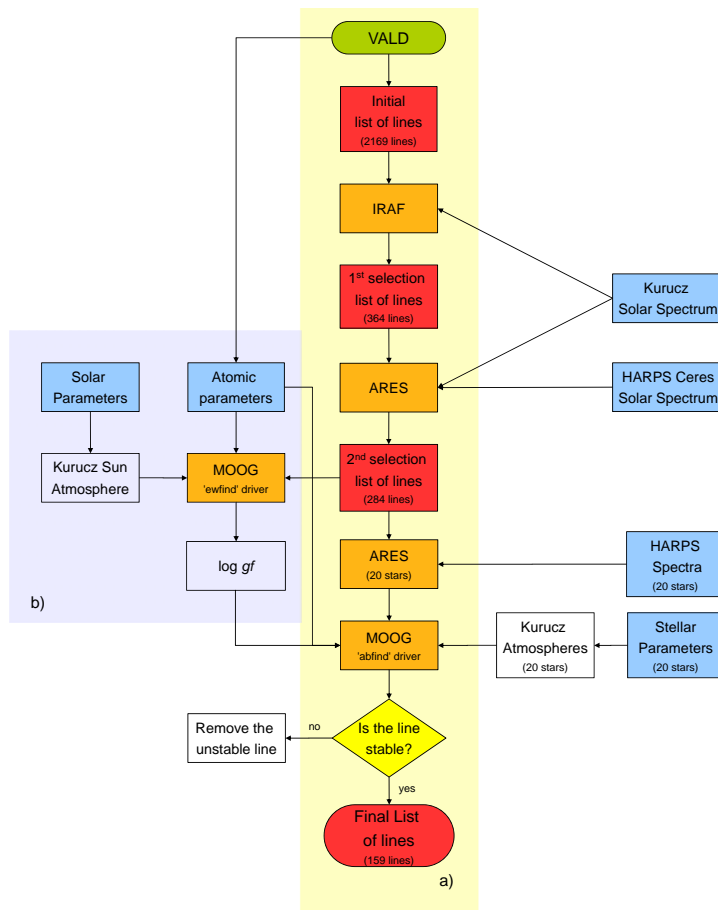 VALD
Initial
list of lines
(2169 lines)
IRAF
1st selection
list of lines
(364 lines)
Kurucz
Solar Spectrum
Solar
Parameters
Atomic
parameters
ARES
HARPS Ceres
Solar Spectrum
Kurucz Sun
Atmosphere
MOOG
'ewfind' driver
2nd selection
list of lines
(284 lines)
log gf
ARES
(20 stars)
HARPS
Spectra
(20 stars)
b)
MOOG
'abfind' driver
Kurucz
Atmospheres
(20 stars)
Stellar
Parameters
(20 stars)
Remove the
unstable line
no
Is the line
stable?
yes
Final List
of lines
(159 lines)
a)